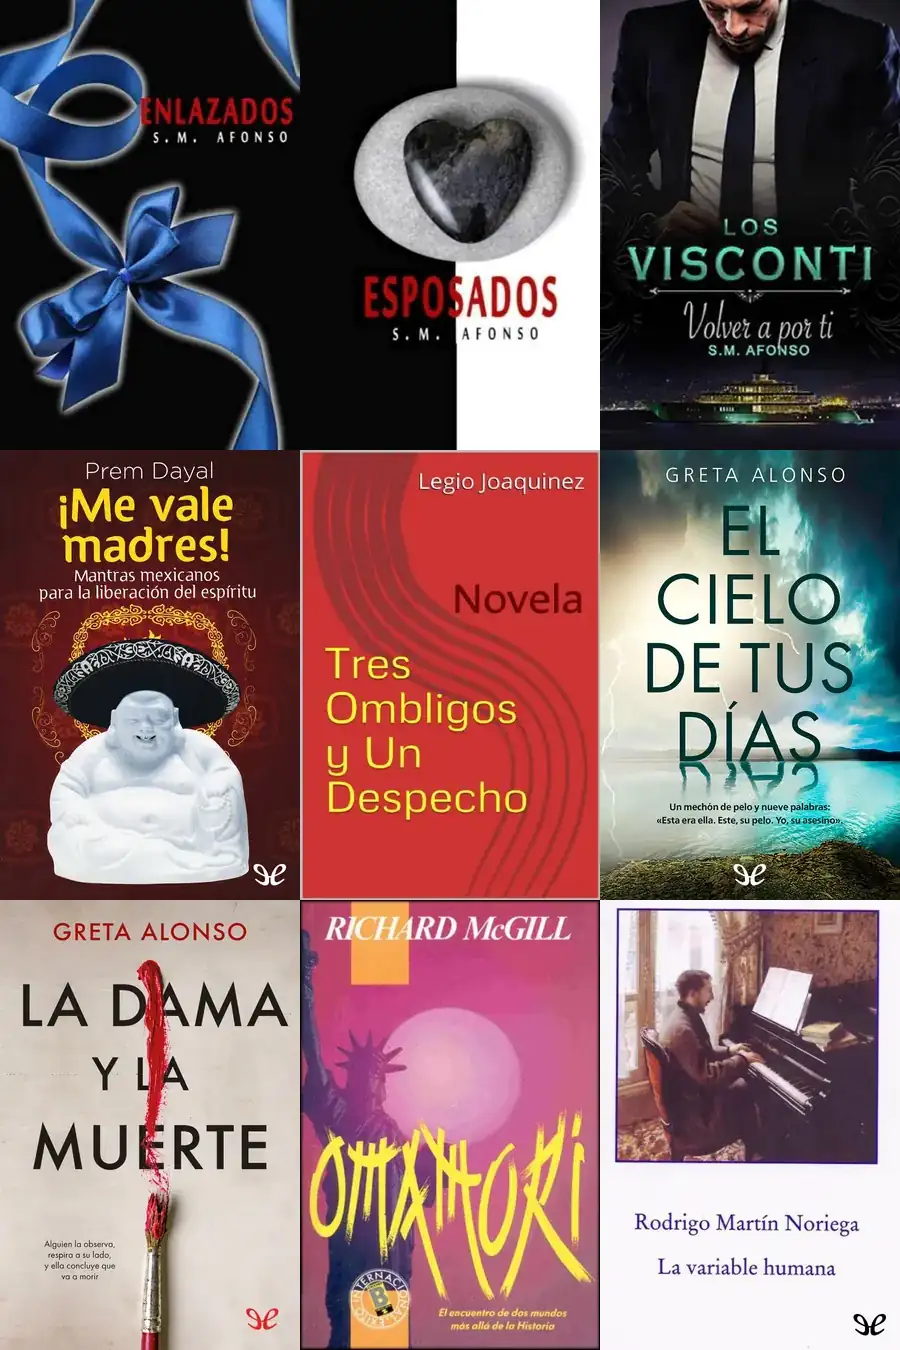 ENLAZADOS
S.M. AFONSO
ESPOSADOS
S.M. AFONSO
LOS
VISCONTI
Volver a por ti
S.M. AFONSO
Prem Dayal
¡Me vale
madres!
Mantras mexicanos
para la liberación del espíritu
Legio Joaquinez
Novela
Tres
Ombligos
y Un
Despecho
GRETA ALONSO
EL
CIELO
DE TUS
DÍAS
Un mechón de pelo y nueve palabras:
«Esta era ella. Este, su pelo. Yo, su asesino».
GRETA ALONSO
LA DAMA
Y LA
MUERTE
Alguien la observa,
respira a su lado,
y ella concluye que
va a morir
RICHARD McGILL
OMAMORI
INTERNACIONAL
EXITO
B
El encuentro de dos mundos
más allá de la Historia
Rodrigo Martín Noriega
La variable humana